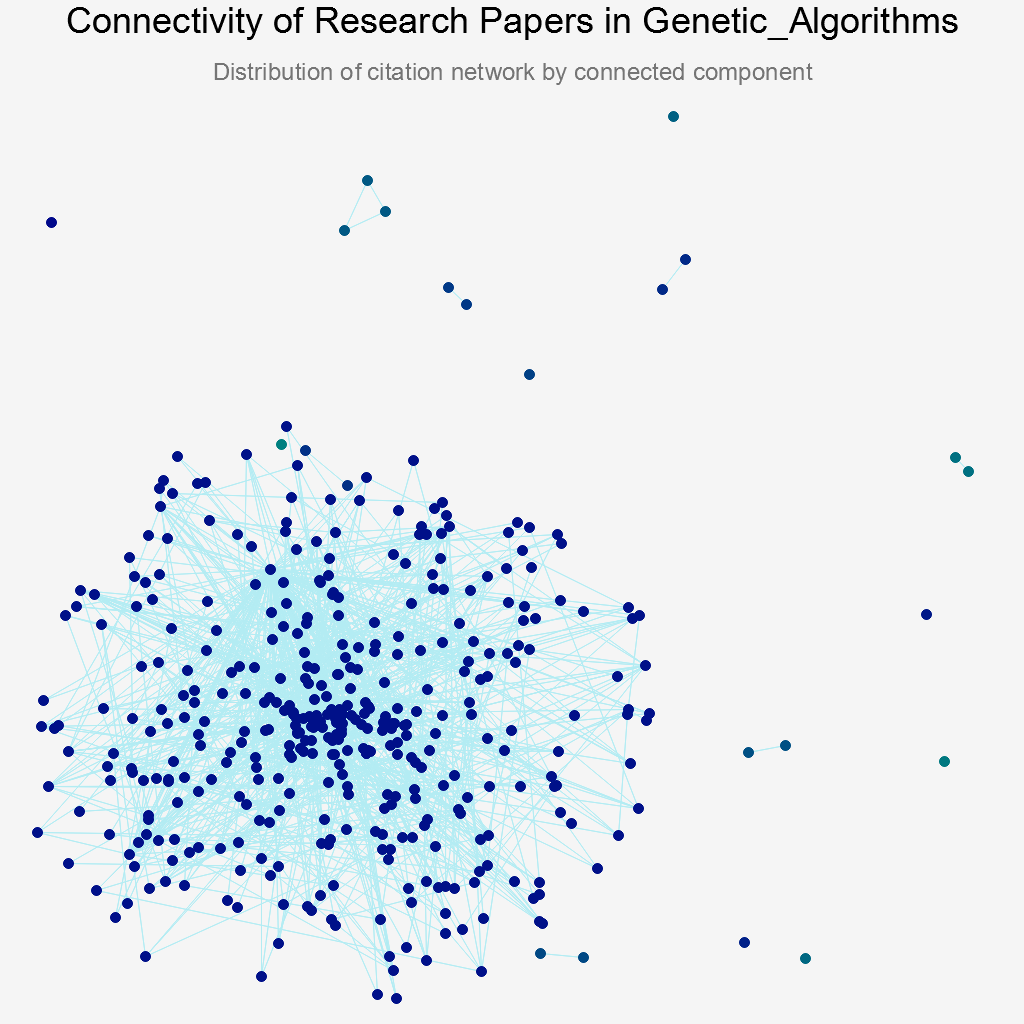 Connectivity of Research Papers in Genetic_Algorithms
Distribution of citation network by connected component